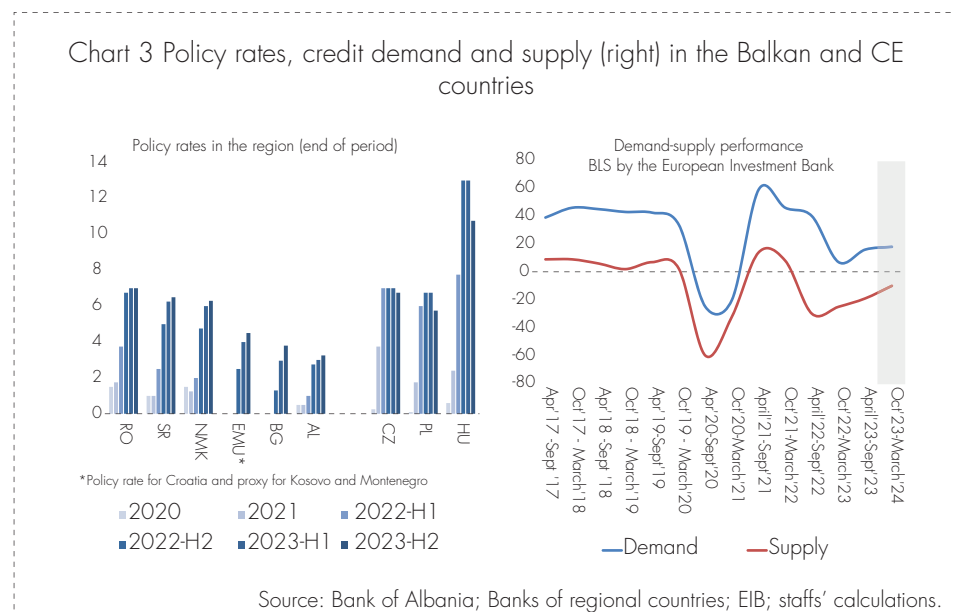 Chart 3 Policy rates, credit demand and supply (right) in the Balkan and CE
countries
Policy rates in the region (end of period)
14
12
10
8
6
4
2
0
RO
SR
NMK
EMU*
BG
AL
CZ
PL
HU
*Policy rate for Croatia and proxy for Kosovo and Montenegro
2020
2021
2022-H1
2022-H2
2023-H1
2023-H2
Demand-supply performance
BLS by the European Investment Bank
80
60
40
20
0
-20
-40
-60
-80
Apr'17 -Sept '17
Oct'17 - March'18
Apr'18 -Sept '18
Oct'18 - March'19
Apr'19-Sept'19
Oct'19 - March'20
Apr'20-Sept'20
Oct'20-March'21
April'21-Sept'21
Oct'21-March'22
April'22-Sept'22
Oct'22-March'23
April'23-Sept'23
Oct'23-March'24
Demand
Supply
Source: Bank of Albania; Banks of regional countries; EIB; staffs' calculations.